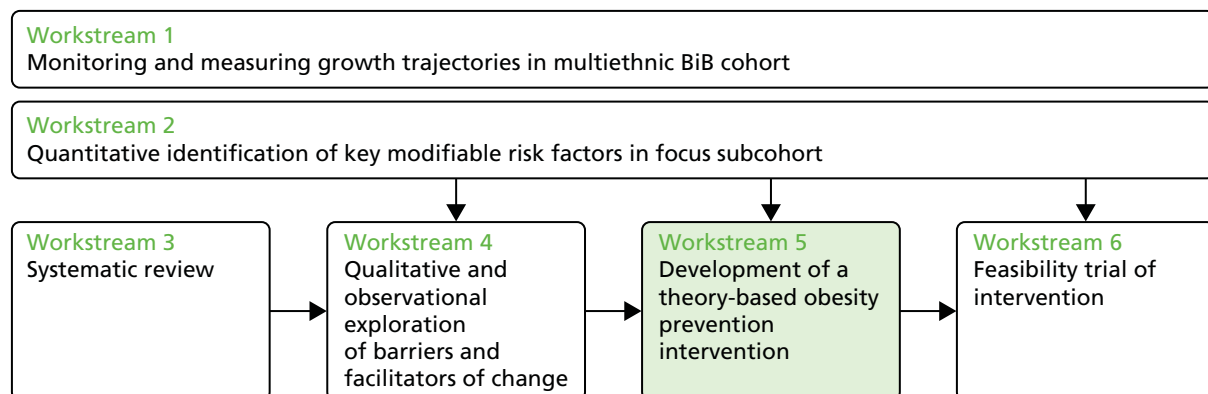 Workstream 1
Monitoring and measuring growth trajectories in multiethnic BiB cohort
Workstream 2
Quantitative identification of key modifiable risk factors in focus subcohort
Workstream 3
Systematic review
Workstream 4
Qualitative and
observational
exploration
of barriers and
facilitators of change
Workstream 5
Development of a
theory-based obesity
prevention
intervention
Workstream 6
Feasibility trial of
intervention